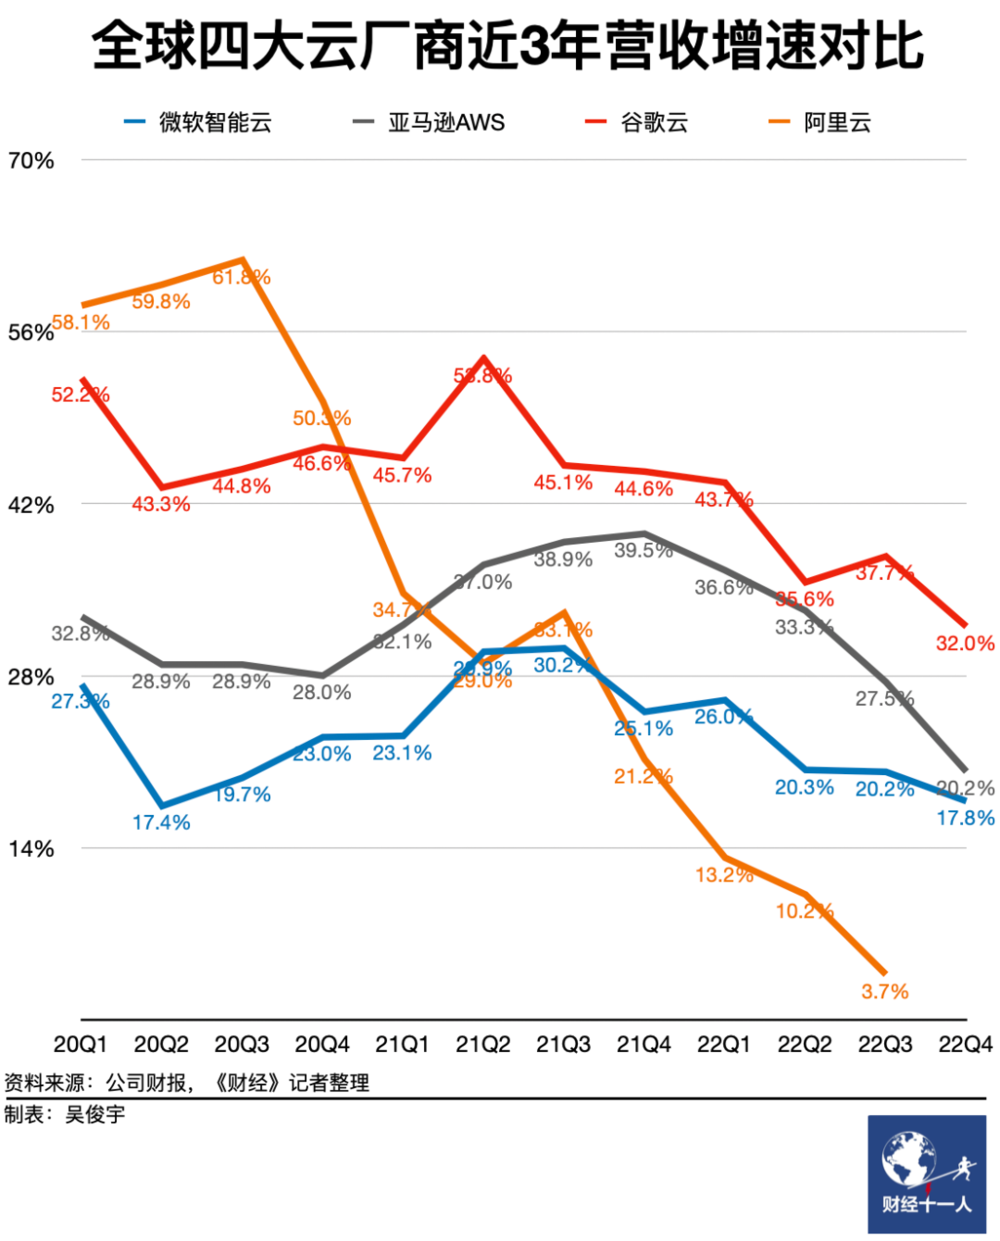 全球四大云厂商近3年营收增速对比
微软智能云 亚马逊AWS 谷歌云 阿里云
70%
56%
42%
28%
14%
58.1% 59.8% 61.8% 50.3% 34.7% 29.0% 33.1% 21.2% 13.2% 10.2% 3.7%
52.2% 43.3% 44.8% 46.6% 45.7% 53.8% 45.1% 44.6% 43.7% 35.6% 37.7% 32.0%
32.8% 28.9% 28.9% 28.0% 32.1% 37.0% 38.9% 39.5% 36.6% 33.3% 27.5% 20.2%
27.3% 17.4% 19.7% 23.0% 23.1% 29.9% 30.2% 25.1% 26.0% 20.3% 20.2% 17.8%
20Q1 20Q2 20Q3 20Q4 21Q1 21Q2 21Q3 21Q4 22Q1 22Q2 22Q3 22Q4
资料来源：公司财报，《财经》记者整理
制表：吴俊宇
财经十一人